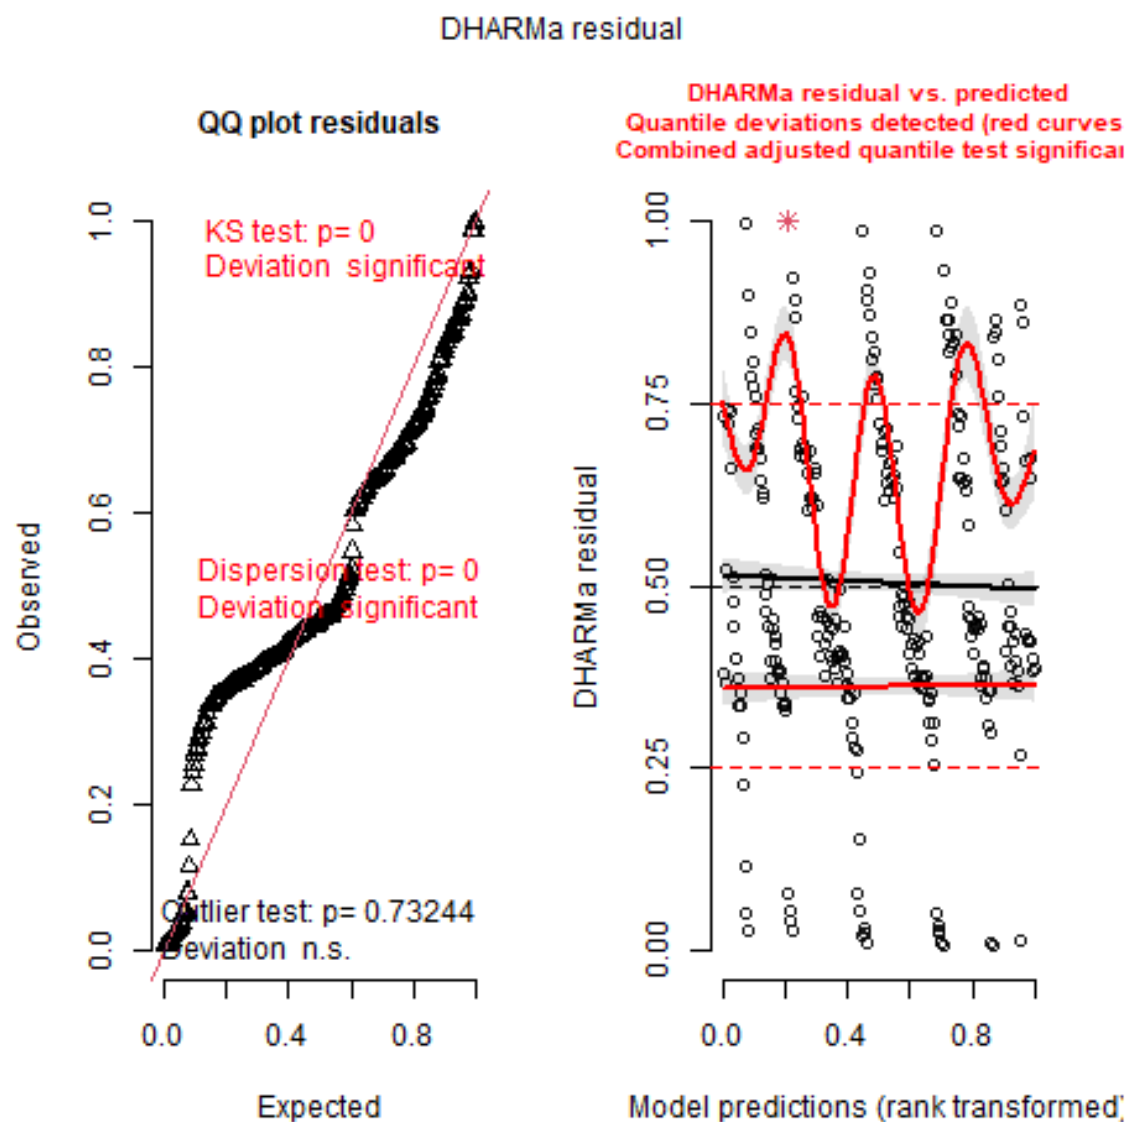 DHARMa residual
QQ plot residuals
KS test: p= 0
Deviation significant
Dispersion test: p= 0
Deviation significant
Outlier test: p= 0.73244
Deviation n.s.
Observed
0.0 0.2 0.4 0.6 0.8 1.0
0.0 0.4 0.8
Expected
DHARMa residual vs. predicted
Quantile deviations detected (red curves
Combined adjusted quantile test significan
DHARMa residual
0.00 0.25 0.50 0.75 1.00
0.0 0.4 0.8
Model predictions (rank transformed)